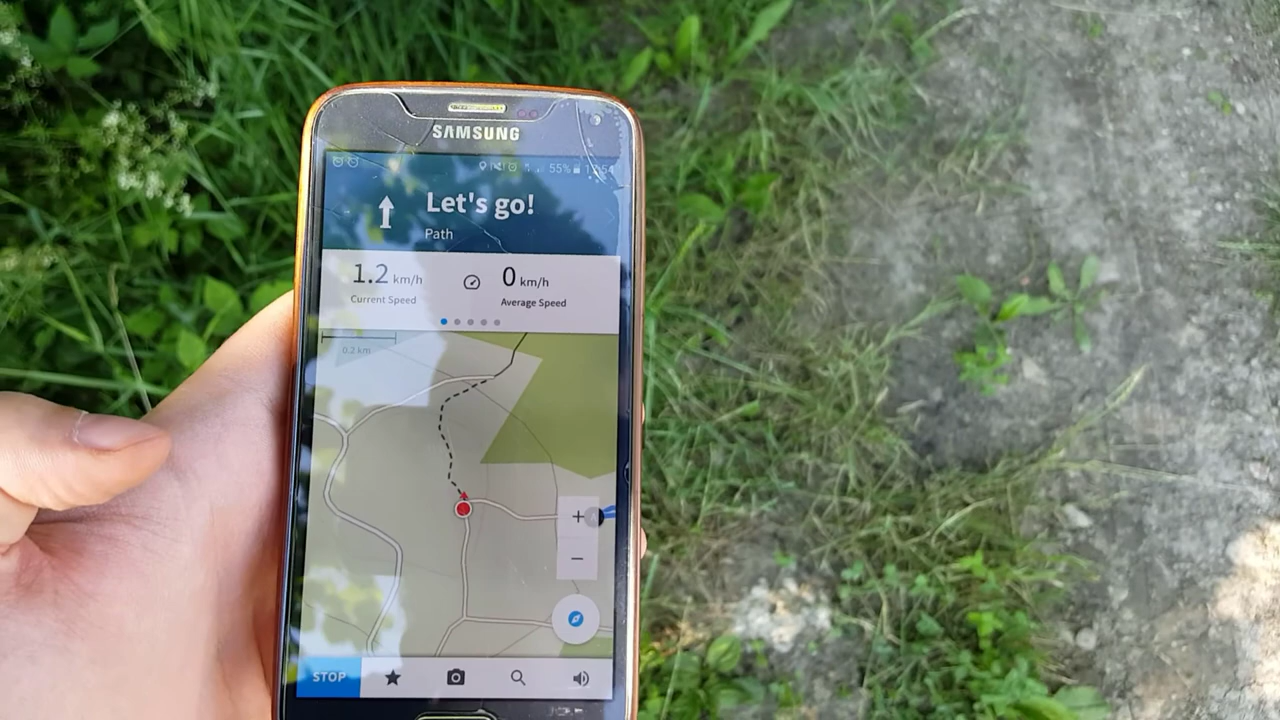 SAMSUNG
55%
Let's go!
Path
1.2 km/h
0 km/h
Current Speed
Average Speed
0.2 km
+
−
STOP